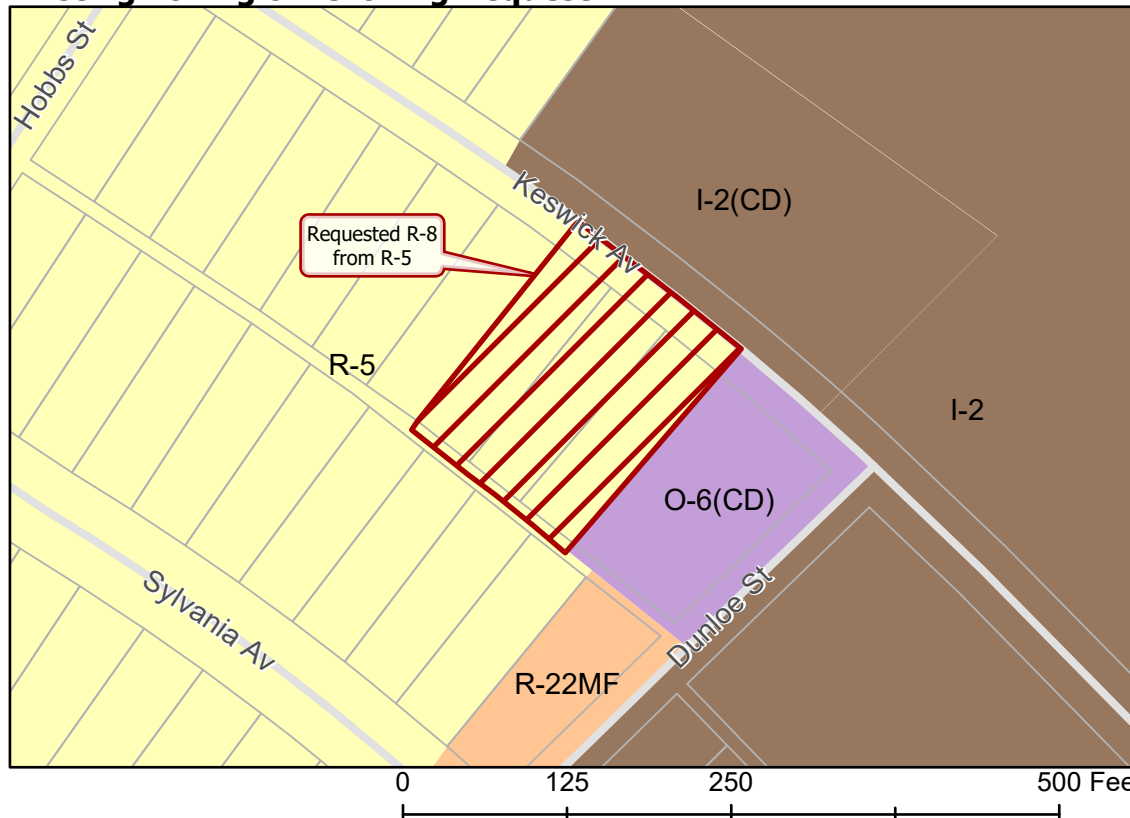 Hobbs St
Keswick Av
I-2(CD)
Requested R-8
from R-5
R-5
I-2
O-6(CD)
Sylvania Av
Dunloe St
R-22MF
0 125 250 500 Fee